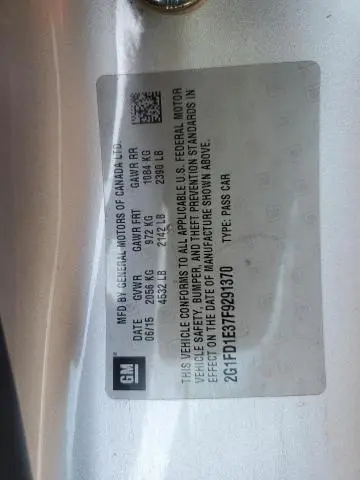 MFD BY GENERAL MOTORS OF CANADA LTD.
DATE GVWR GAWR FRT GAWR RR
06/15 2056 KG 972 KG 1084 KG
4532 LB 2142 LB 2390 LB
GM
THIS VEHICLE CONFORMS TO ALL APPLICABLE U.S. FEDERAL MOTOR
VEHICLE SAFETY, BUMPER, AND THEFT PREVENTION STANDARDS IN
EFFECT ON THE DATE OF MANUFACTURE SHOWN ABOVE.
2G1FD1E37F9291370 TYPE: PASS CAR